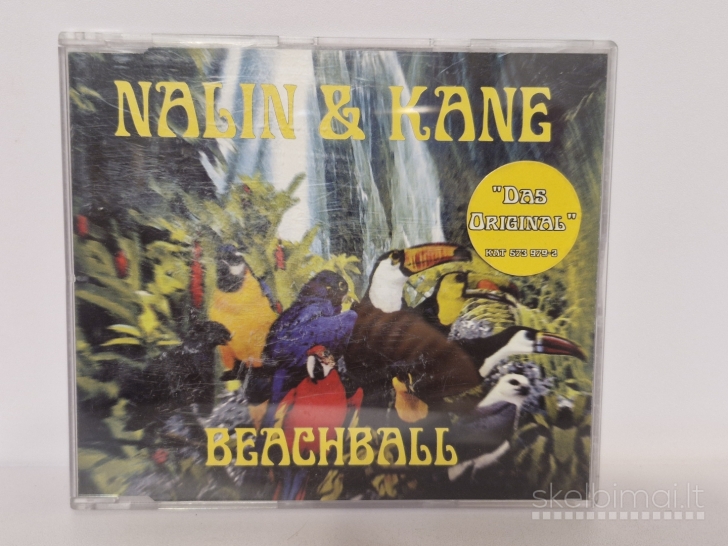 NALIN & KANE
"DAS
ORIGINAL"
KAT 573 979-2
BEACHBALL
skelbimai.lt